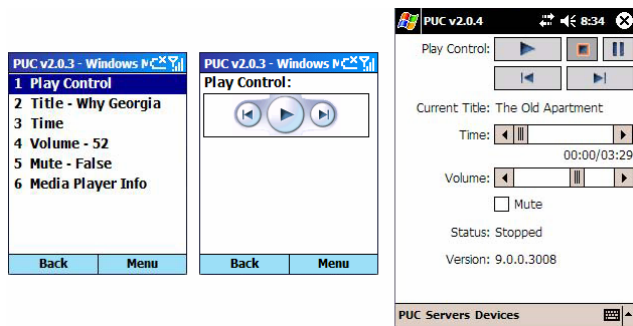 PUC v2.0.3 - Windows
1 Play Control
2 Title - Why Georgia
3 Time
4 Volume - 52
5 Mute - False
6 Media Player Info
Back Menu
PUC v2.0.3 - Windows
Play Control:
Back Menu
PUC v2.0.4 8:34
Play Control:
Current Title: The Old Apartment
Time:
00:00/03:29
Volume:
Mute
Status: Stopped
Version: 9.0.0.3008
PUC Servers Devices